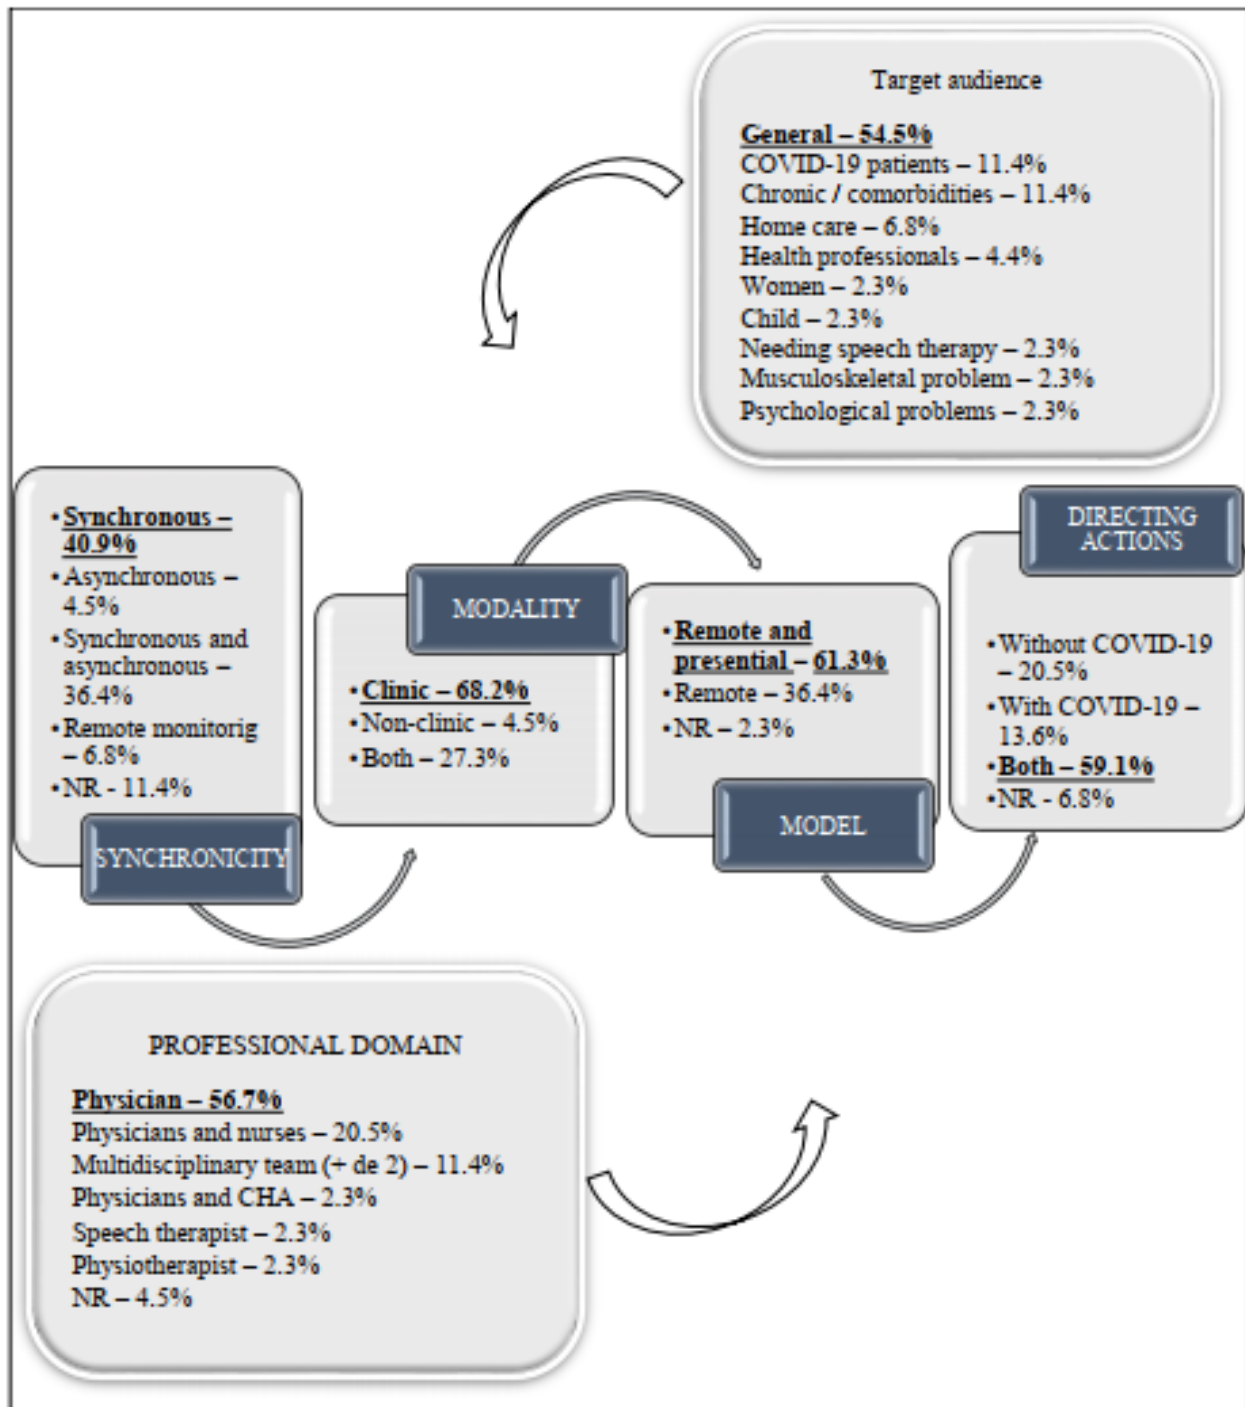 Target audience
General – 54.5%
COVID-19 patients – 11.4%
Chronic / comorbidities – 11.4%
Home care – 6.8%
Health professionals – 4.4%
Women – 2.3%
Child – 2.3%
Needing speech therapy – 2.3%
Musculoskeletal problem – 2.3%
Psychological problems – 2.3%
•Synchronous –
40.9%
•Asynchronous –
4.5%
•Synchronous and
asynchronous –
36.4%
•Remote monitorig
– 6.8%
•NR - 11.4%
SYNCHRONICITY
MODALITY
•Clinic – 68.2%
•Non-clinic – 4.5%
•Both – 27.3%
•Remote and
presential – 61.3%
•Remote – 36.4%
•NR – 2.3%
MODEL
DIRECTING
ACTIONS
•Without COVID-19
– 20.5%
•With COVID-19 –
13.6%
•Both – 59.1%
•NR - 6.8%
PROFESSIONAL DOMAIN
Physician – 56.7%
Physicians and nurses – 20.5%
Multidisciplinary team (+ de 2) – 11.4%
Physicians and CHA – 2.3%
Speech therapist – 2.3%
Physiotherapist – 2.3%
NR – 4.5%